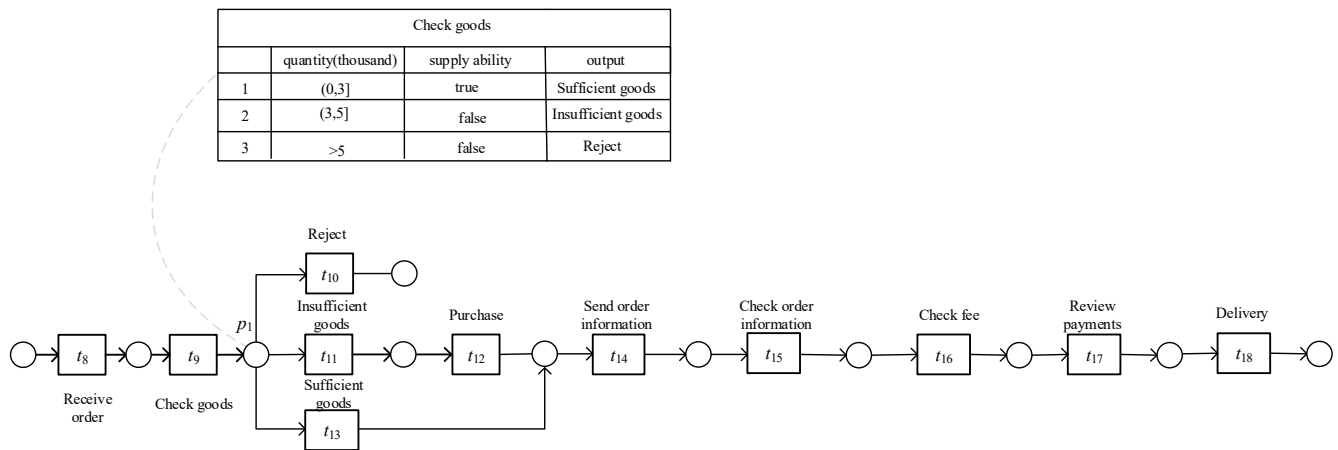 Check goods
quantity(thousand) supply ability output
1 (0,3] true Sufficient goods
2 (3,5] false Insufficient goods
3 >5 false Reject
Reject
t10
Insufficient
goods
Purchase
Send order
information
Check order
information
Check fee
Review
payments
Delivery
p1
t8 t9 t11 t12 t14 t15 t16 t17 t18
Receive
order
Check goods
Sufficient
goods
t13